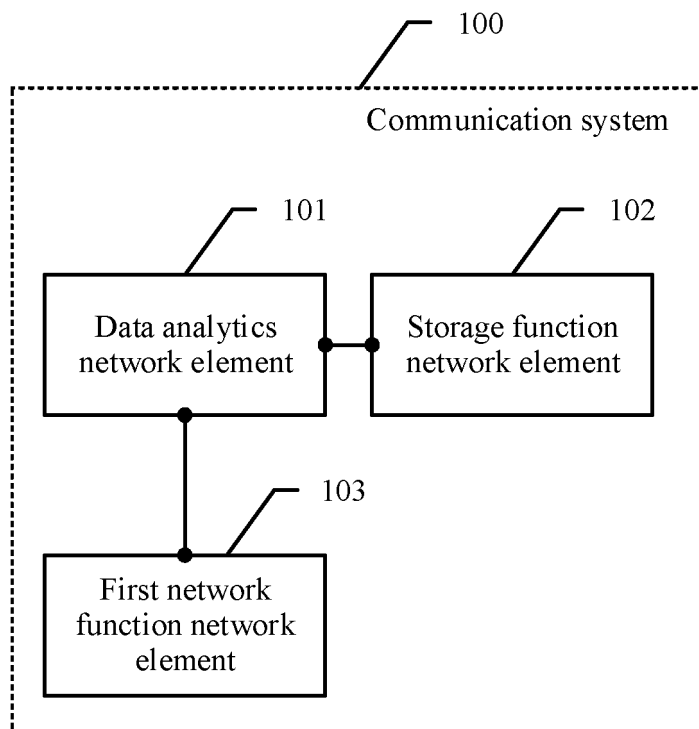 100
Communication system
101
102
Data analytics
network element
Storage function
network element
103
First network
function network
element